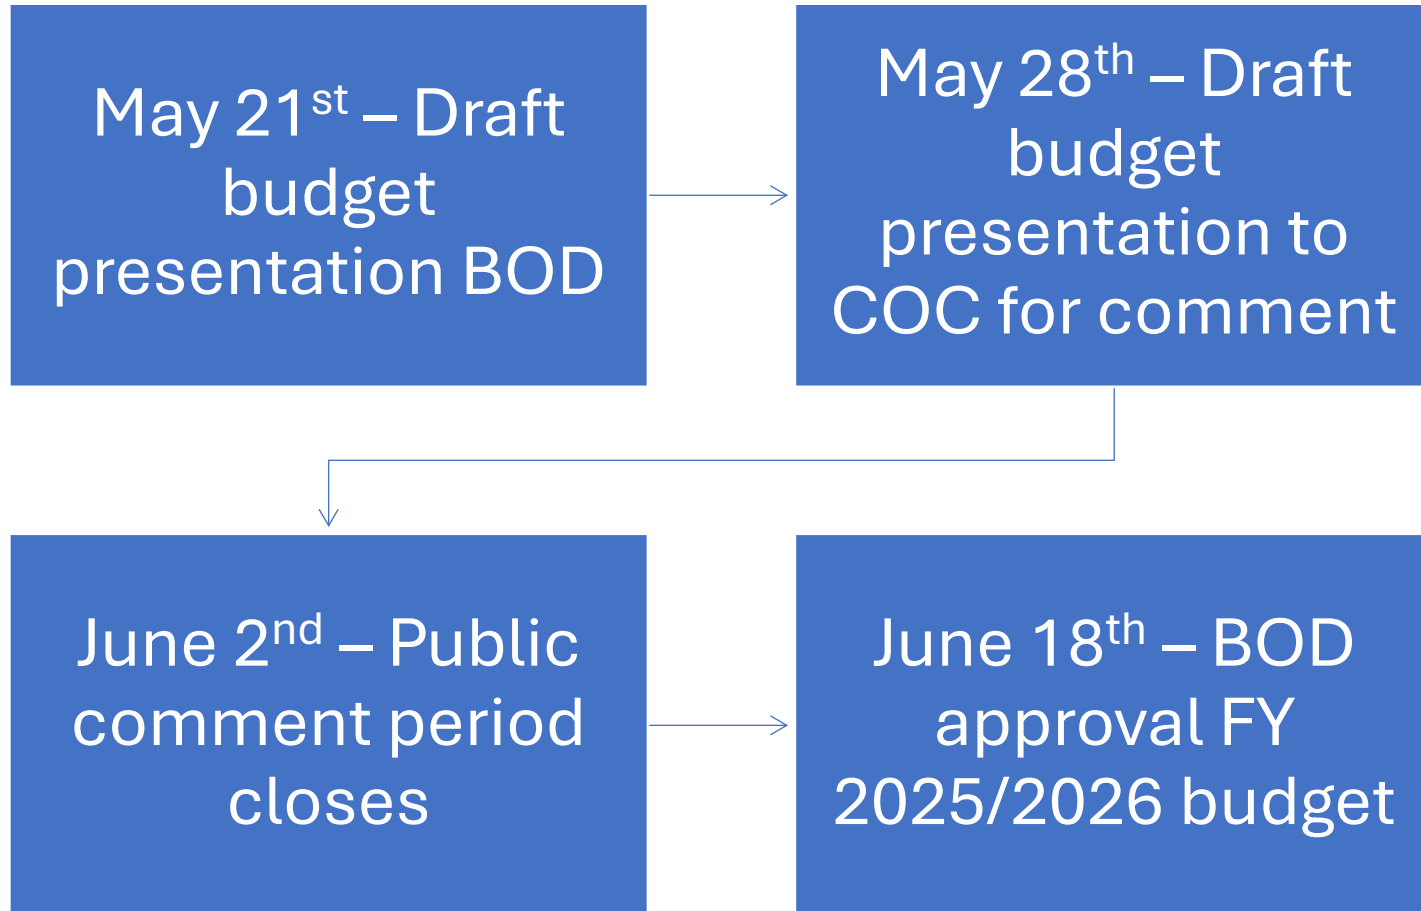 May 21st – Draft
budget
presentation BOD
May 28th – Draft
budget
presentation to
COC for comment
June 2nd – Public
comment period
closes
June 18th – BOD
approval FY
2025/2026 budget